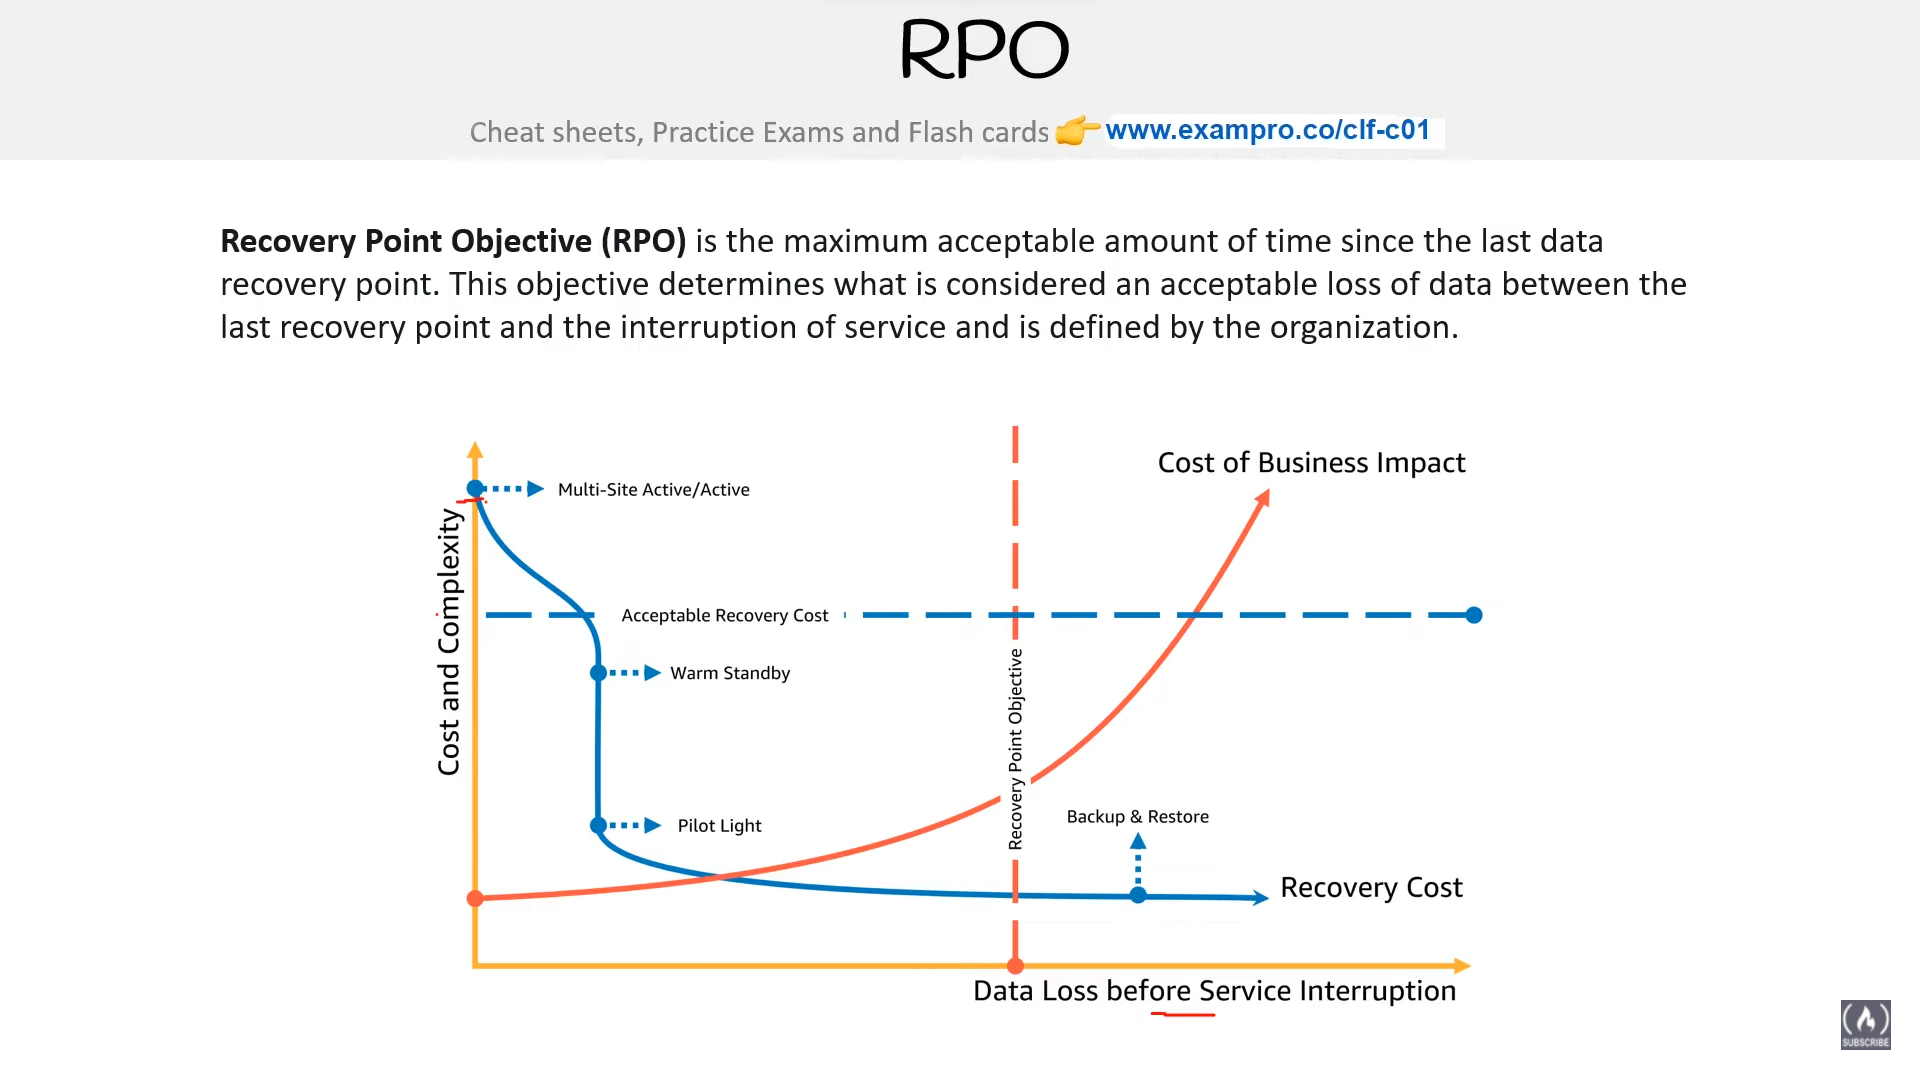 RPO
Cheat sheets, Practice Exams and Flash cards 👉 www.exampro.co/clf-c01
Recovery Point Objective (RPO) is the maximum acceptable amount of time since the last data
recovery point. This objective determines what is considered an acceptable loss of data between the
last recovery point and the interruption of service and is defined by the organization.
Cost of Business Impact
Multi-Site Active/Active
Cost and Complexity
Acceptable Recovery Cost
Warm Standby
Recovery Point Objective
Pilot Light
Backup & Restore
Recovery Cost
Data Loss before Service Interruption
SUBSCRIBE